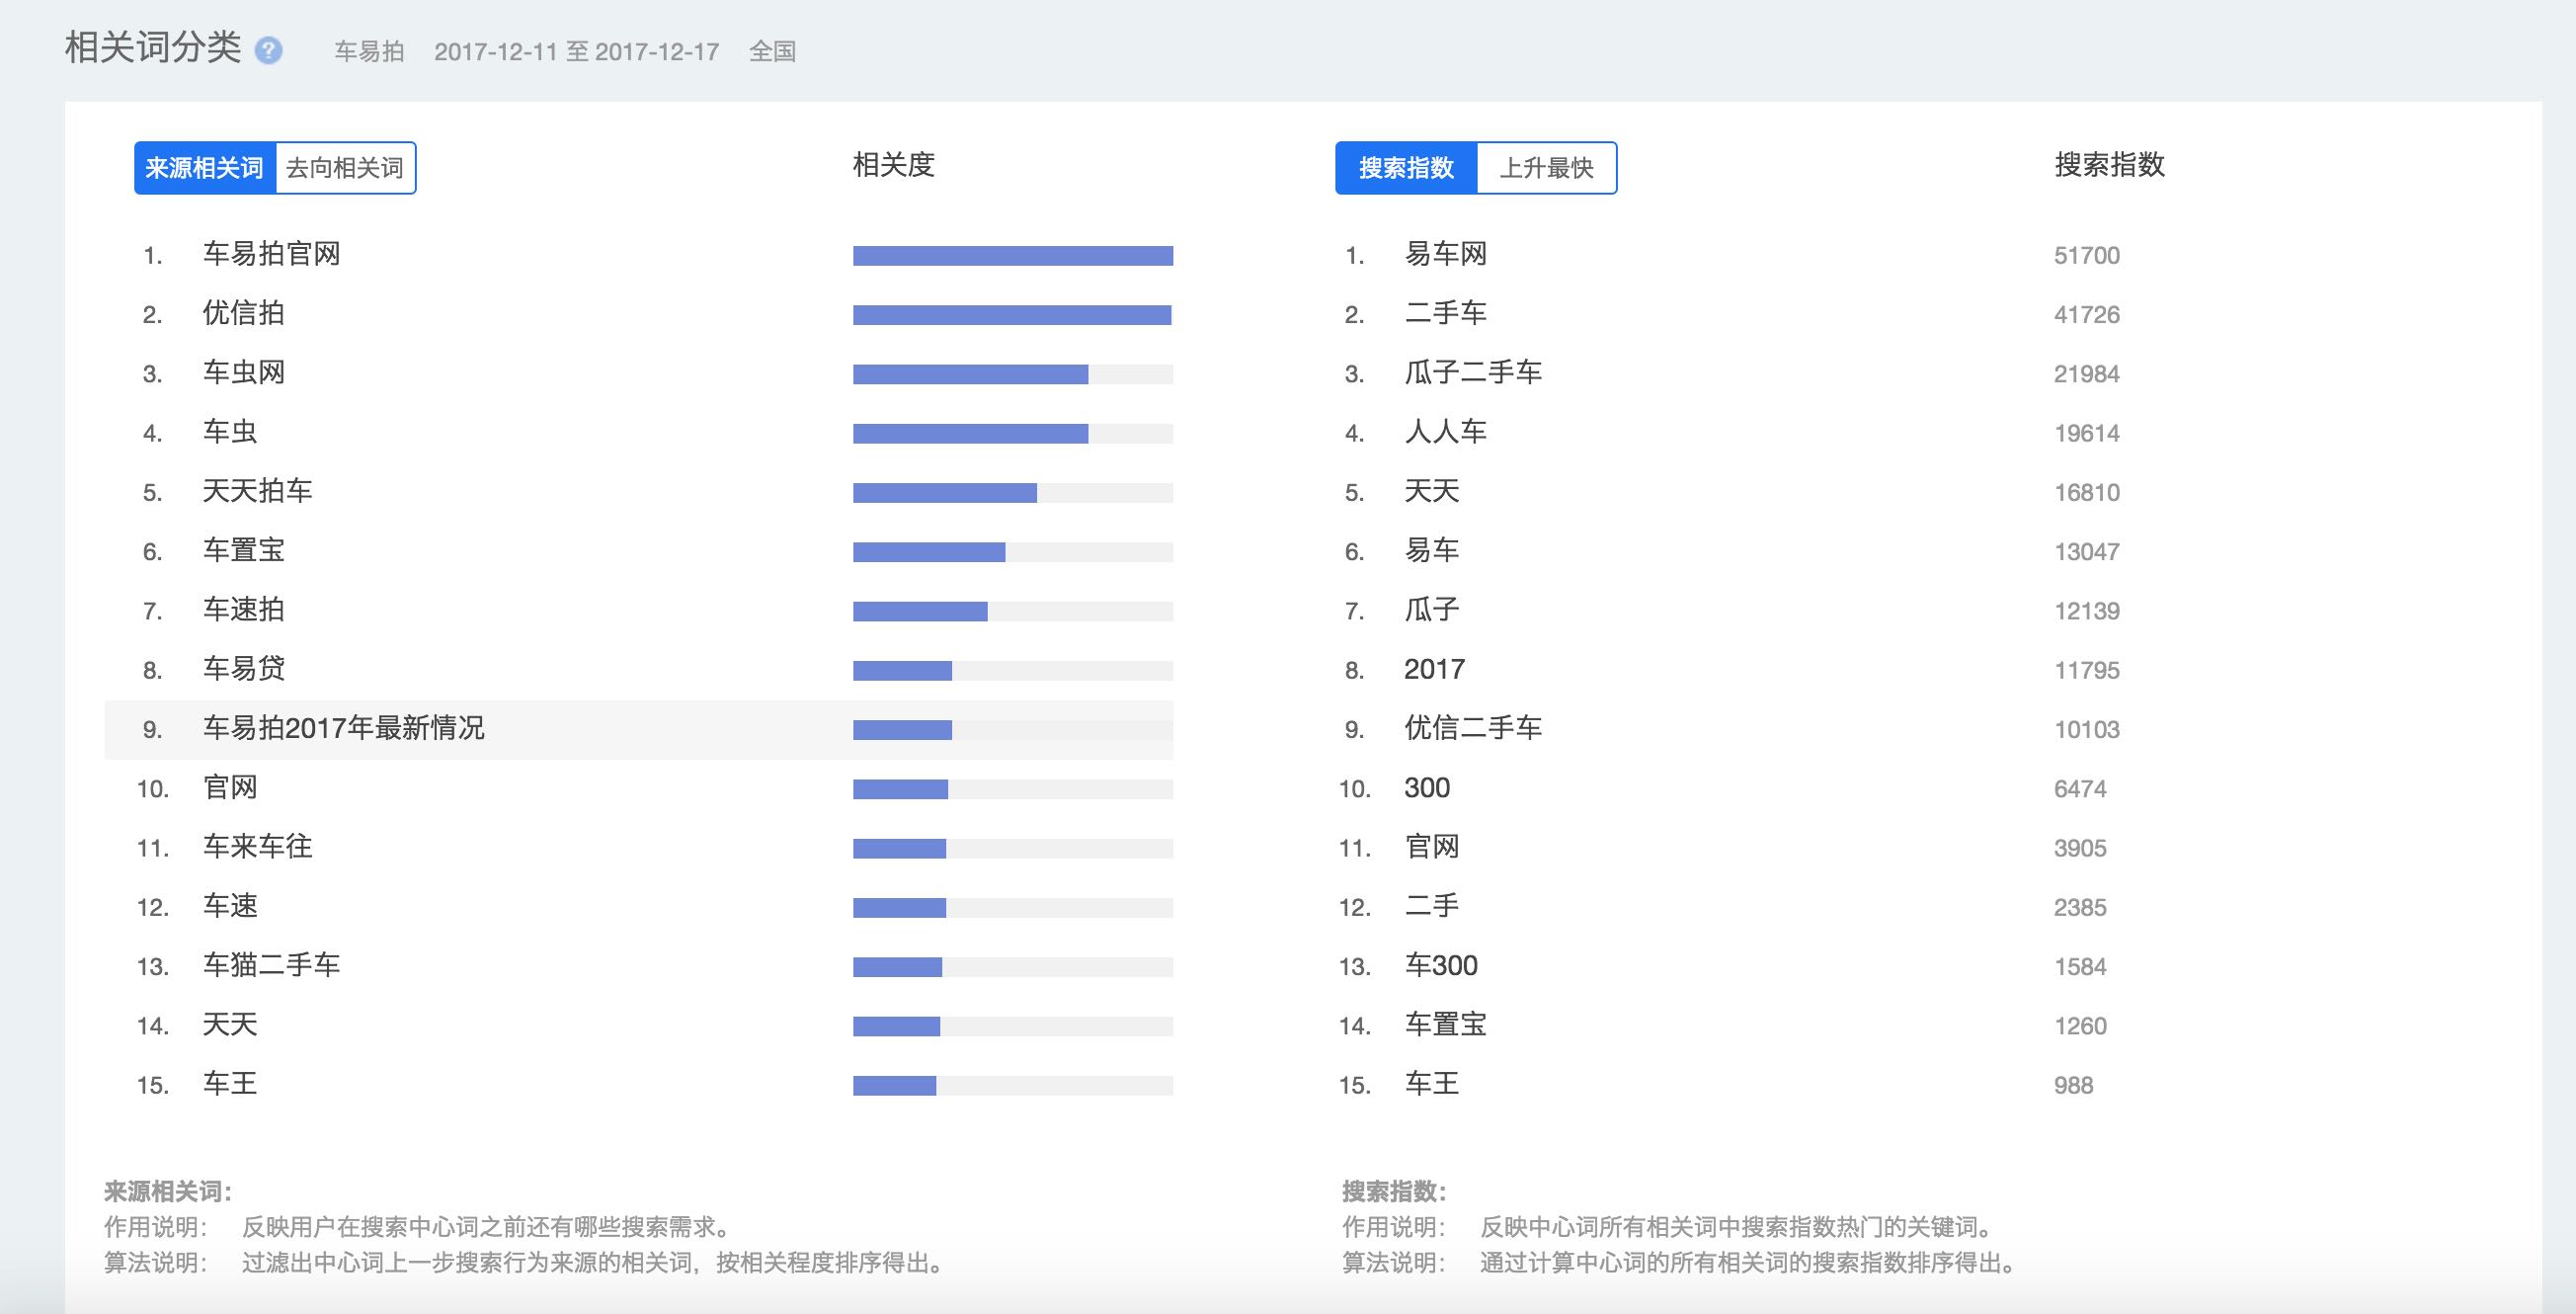 相关词分类 ? 车易拍 2017-12-11 至 2017-12-17 全国
来源相关词 去向相关词 相关度
1. 车易拍官网
2. 优信拍
3. 车虫网
4. 车虫
5. 天天拍车
6. 车置宝
7. 车速拍
8. 车易贷
9. 车易拍2017年最新情况
10. 官网
11. 车来车往
12. 车速
13. 车猫二手车
14. 天天
15. 车王
来源相关词：
作用说明： 反映用户在搜索中心词之前还有哪些搜索需求。
算法说明： 过滤出中心词上一步搜索行为来源的相关词，按相关程度排序得出。
搜索指数 上升最快 搜索指数
1. 易车网 51700
2. 二手车 41726
3. 瓜子二手车 21984
4. 人人车 19614
5. 天天 16810
6. 易车 13047
7. 瓜子 12139
8. 2017 11795
9. 优信二手车 10103
10. 300 6474
11. 官网 3905
12. 二手 2385
13. 车300 1584
14. 车置宝 1260
15. 车王 988
搜索指数：
作用说明： 反映中心词所有相关词中搜索指数热门的关键词。
算法说明： 通过计算中心词的所有相关词的搜索指数排序得出。